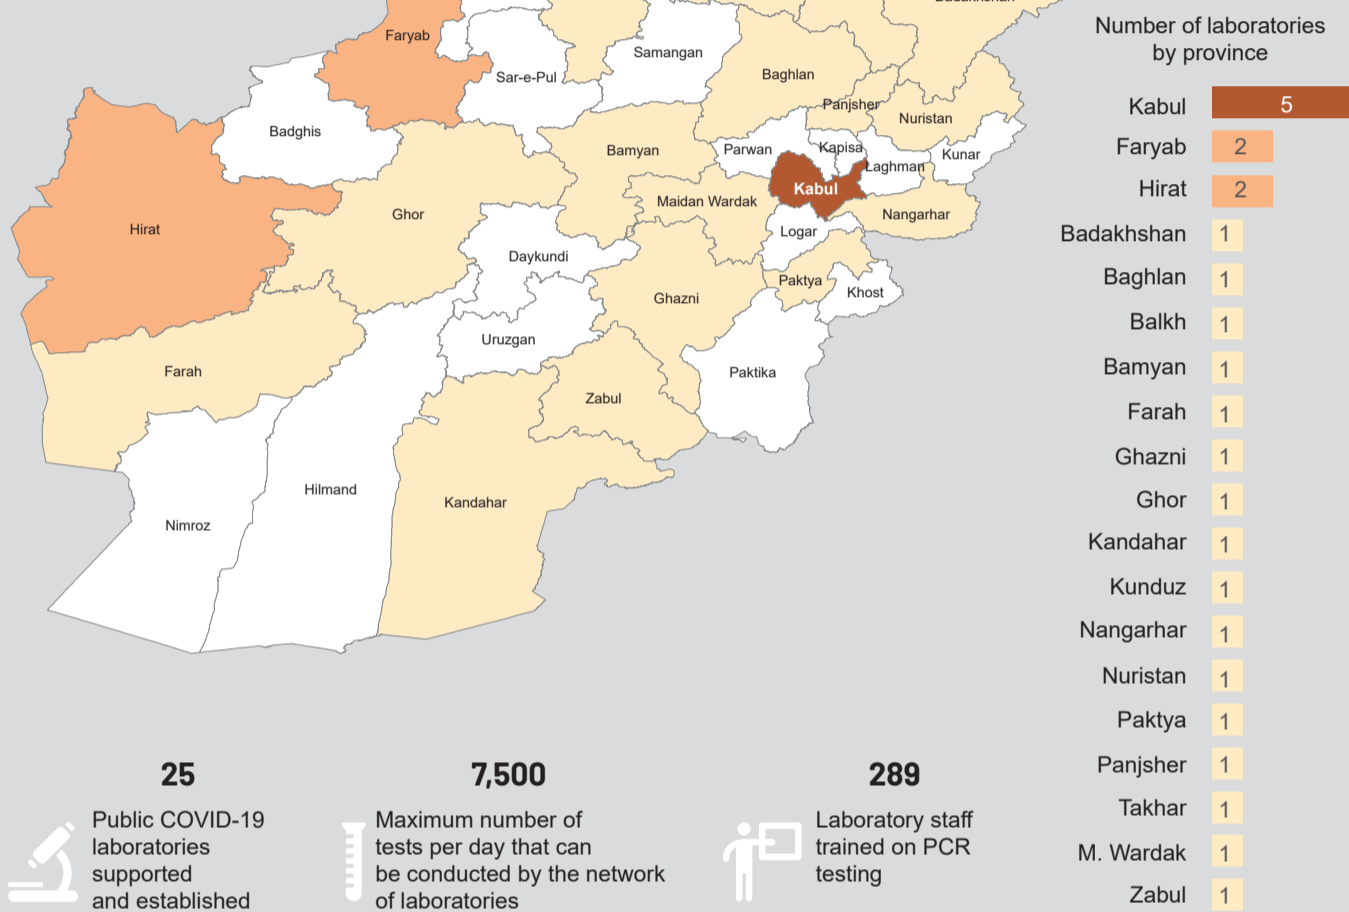 Badakhshan
Faryab
Samangan
Sar-e-Pul
Baghlan
Panjsher
Nuristan
Badghis
Bamyan
Parwan
Kapisa
Laghman
Kunar
Kabul
Maidan Wardak
Nangarhar
Ghor
Hirat
Logar
Daykundi
Paktya
Khost
Ghazni
Uruzgan
Farah
Paktika
Zabul
Hilmand
Kandahar
Nimroz
Number of laboratories
by province
Kabul 5
Faryab 2
Hirat 2
Badakhshan 1
Baghlan 1
Balkh 1
Bamyan 1
Farah 1
Ghazni 1
Ghor 1
Kandahar 1
Kunduz 1
Nangarhar 1
Nuristan 1
Paktya 1
Panjsher 1
Takhar 1
M. Wardak 1
Zabul 1
25
Public COVID-19
laboratories
supported
and established
7,500
Maximum number of
tests per day that can
be conducted by the network
of laboratories
289
Laboratory staff
trained on PCR
testing